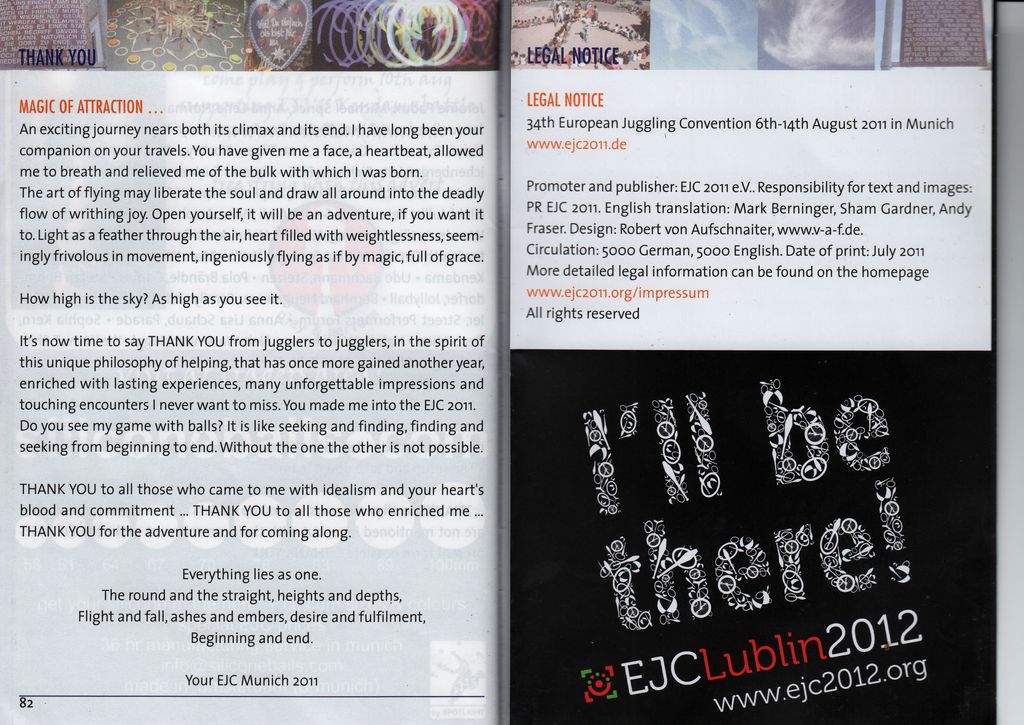 THANK YOU
MAGIC OF ATTRACTION ...
An exciting journey nears both its climax and its end. I have long been your
companion on your travels. You have given me a face, a heartbeat, allowed
me to breath and relieved me of the bulk with which I was born.
The art of flying may liberate the soul and draw all around into the deadly
flow of writhing joy. Open yourself, it will be an adventure, if you want it
to. Light as a feather through the air, heart filled with weightlessness, seem-
ingly frivolous in movement, ingeniously flying as if by magic, full of grace.
How high is the sky? As high as you see it.
It's now time to say THANK YOU from jugglers to jugglers, in the spirit of
this unique philosophy of helping, that has once more gained another year,
enriched with lasting experiences, many unforgettable impressions and
touching encounters I never want to miss. You made me into the EJC 2011.
Do you see my game with balls? It is like seeking and finding, finding and
seeking from beginning to end. Without the one the other is not possible.
THANK YOU to all those who came to me with idealism and your heart's
blood and commitment ... THANK YOU to all those who enriched me ...
THANK YOU for the adventure and for coming along.
Everything lies as one.
The round and the straight, heights and depths,
Flight and fall, ashes and embers, desire and fulfilment,
Beginning and end.
Your EJC Munich 2011
82
LEGAL NOTICE
LEGAL NOTICE
34th European Juggling Convention 6th-14th August 2011 in Munich
www.ejc2011.de
Promoter and publisher: EJC 2011 e.V.. Responsibility for text and images:
PR EJC 2011. English translation: Mark Berninger, Sham Gardner, Andy
Fraser. Design: Robert von Aufschnaiter, www.v-a-f.de.
Circulation: 5000 German, 5000 English. Date of print: July 2011
More detailed legal information can be found on the homepage
www.ejc2011.org/impressum
All rights reserved
I'll be
there!
EJCLublin2012
www.ejc2012.org